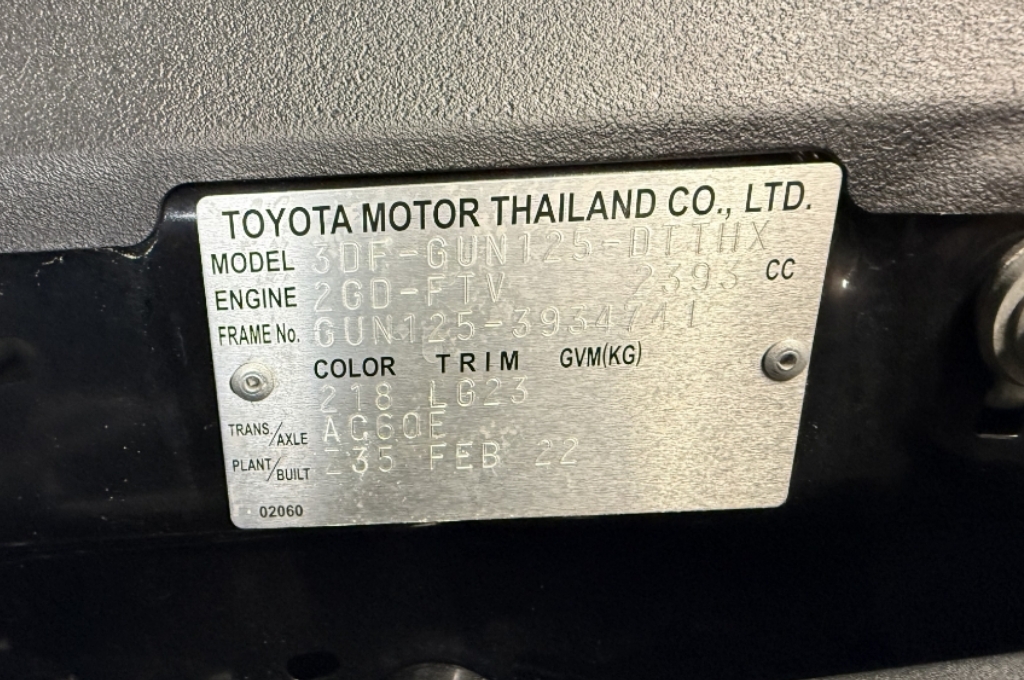 TOYOTA MOTOR THAILAND CO., LTD.
MODEL 3DF-GUN125-DTTHX
ENGINE 2GD-FTV 2393 CC
FRAME No. GUN125-3934741
COLOR TRIM GVM(KG)
218 LG23
TRANS./AXLE AC60E
PLANT/BUILT Z35 FEB 22
02060